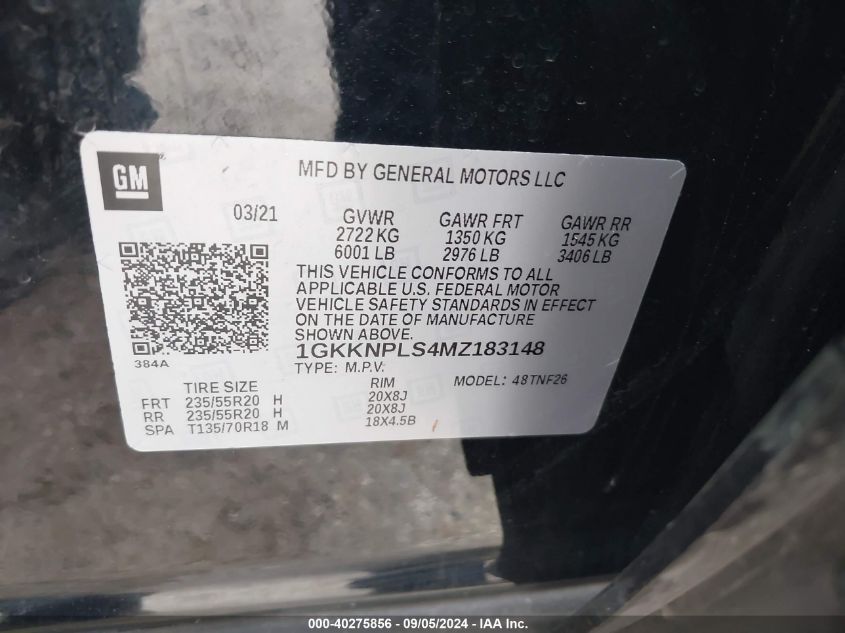 GM
MFD BY GENERAL MOTORS LLC
03/21 GVWR GAWR FRT GAWR RR
2722 KG 1350 KG 1545 KG
6001 LB 2976 LB 3406 LB
THIS VEHICLE CONFORMS TO ALL
APPLICABLE U.S. FEDERAL MOTOR
VEHICLE SAFETY STANDARDS IN EFFECT
ON THE DATE OF MANUFACTURE
SHOWN ABOVE.
384A
1GKKNPLS4MZ183148
TYPE: M.P.V. MODEL: 48TNF26
TIRE SIZE RIM
FRT 235/55R20 H 20X8J
RR 235/55R20 H 20X8J
SPA T135/70R18 M 18X4.5B
000-40275856 - 09/05/2024 - IAA Inc.